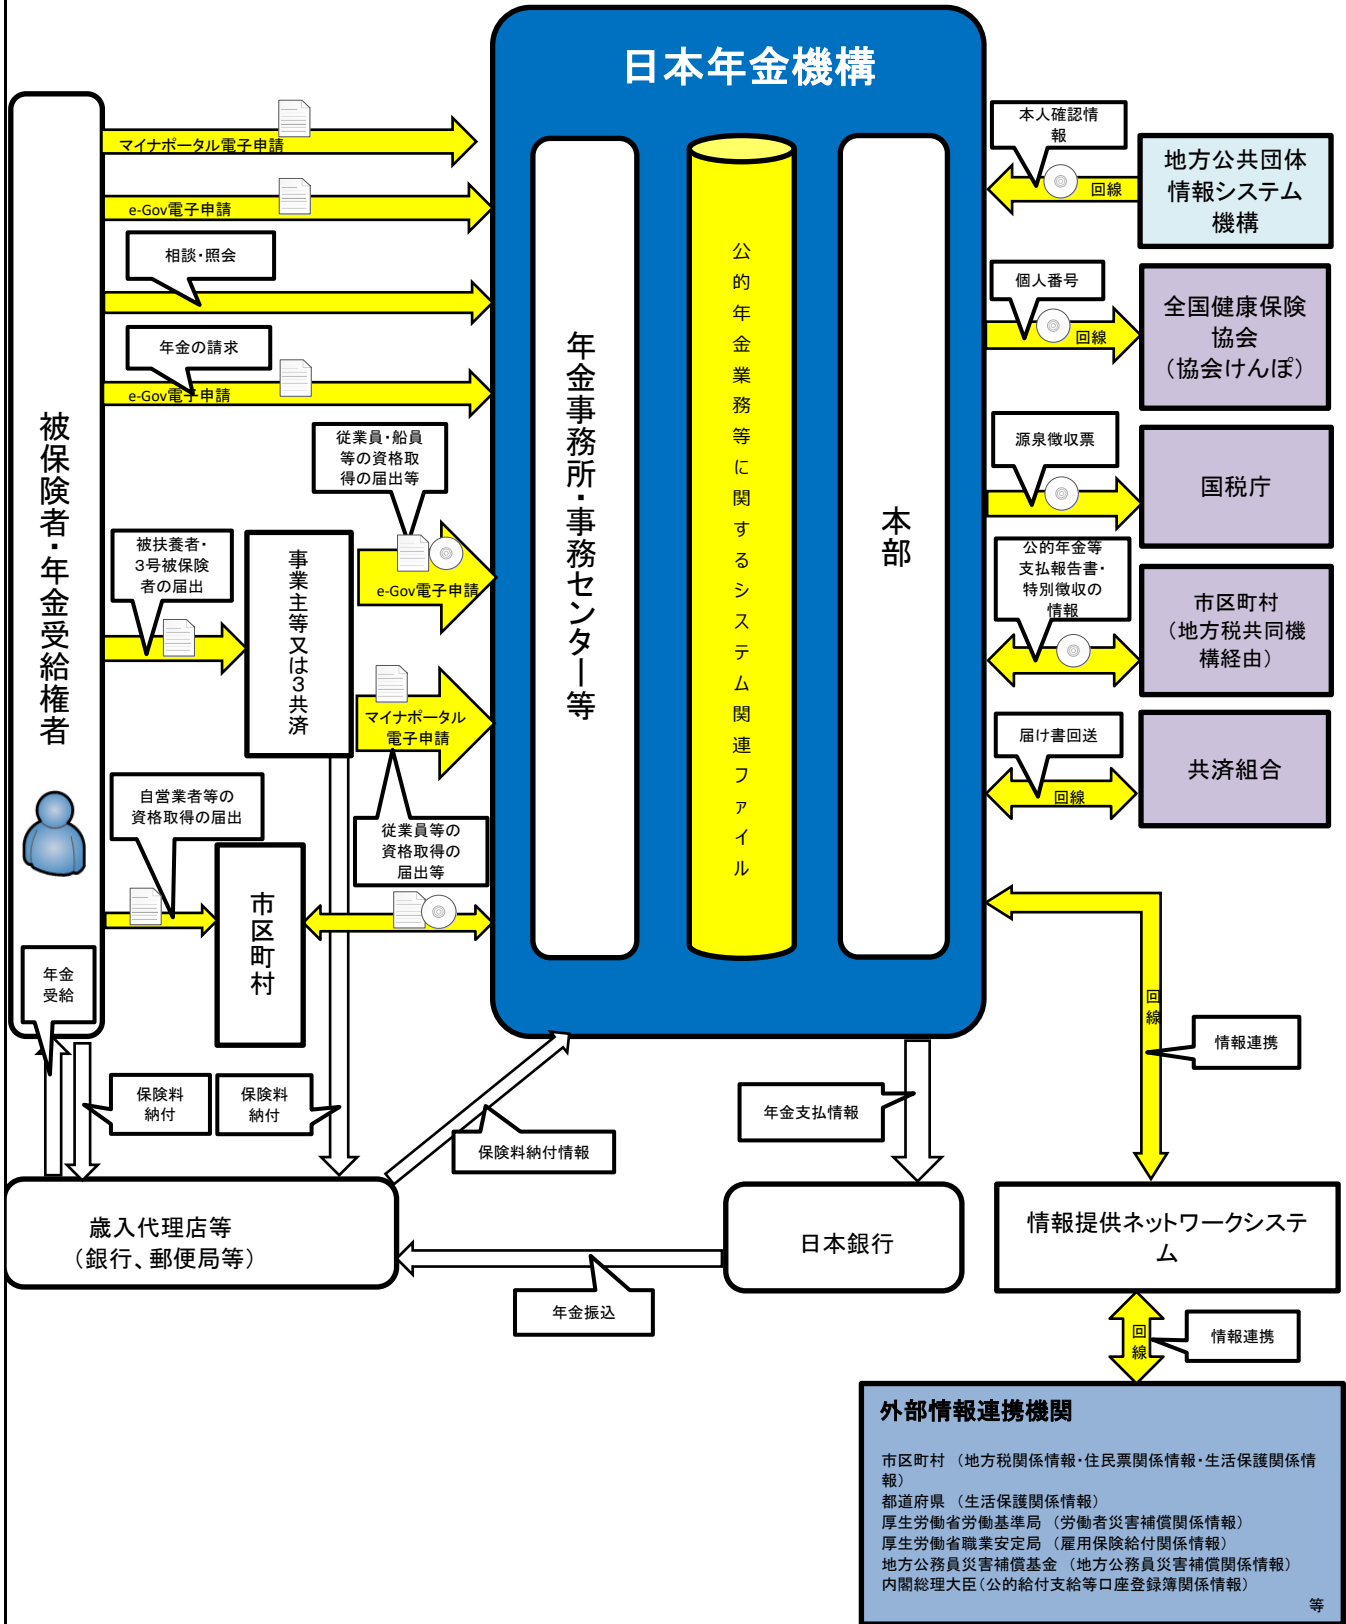 日本年金機構
被保険者・年金受給権者
マイナポータル電子申請
e-Gov電子申請
相談・照会
年金の請求
e-Gov電子申請
従業員・船員
等の資格取
得の届出等
被扶養者・
3号被保険
者の届出
事業主等又は3共済
e-Gov電子申請
マイナポータル
電子申請
従業員等の
資格取得の
届出等
自営業者等の
資格取得の届出
市区町村
年金事務所・事務センター等
公的年金業務等に関するシステム関連ファイル
本部
本人確認情
報
回線
地方公共団体
情報システム
機構
個人番号
回線
全国健康保険
協会
（協会けんぽ）
源泉徴収票
国税庁
公的年金等
支払報告書・
特別徴収の
情報
市区町村
（地方税共同機
構経由）
届け書回送
回線
共済組合
年金
受給
保険料
納付
保険料
納付
保険料納付情報
年金支払情報
回線
情報連携
歳入代理店等
（銀行、郵便局等）
日本銀行
年金振込
情報提供ネットワークシステ
ム
回線
情報連携
外部情報連携機関
市区町村 （地方税関係情報・住民票関係情報・生活保護関係情
報）
都道府県 （生活保護関係情報）
厚生労働省労働基準局 （労働者災害補償関係情報）
厚生労働省職業安定局 （雇用保険給付関係情報）
地方公務員災害補償基金 （地方公務員災害補償関係情報）
内閣総理大臣（公的給付支給等口座登録簿関係情報）
等